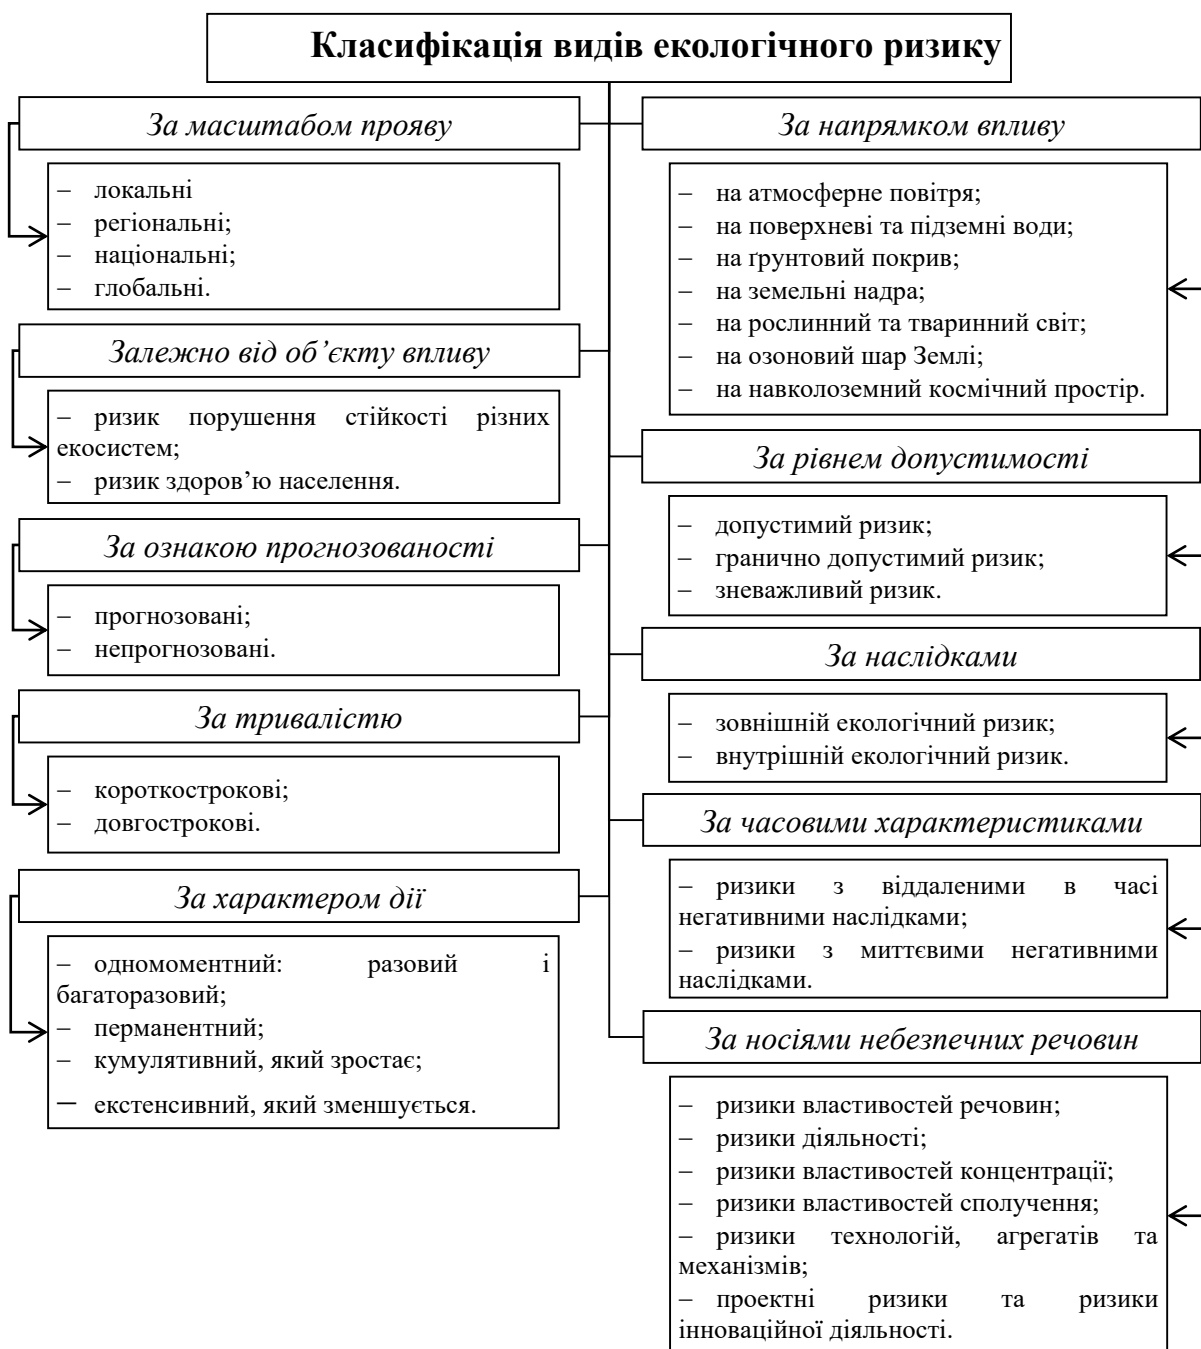 Класифікація видів екологічного ризику
За масштабом прояву
– локальні
– регіональні;
– національні;
– глобальні.
Залежно від об’єкту впливу
– ризик порушення стійкості різних
екосистем;
– ризик здоров’ю населення.
За ознакою прогнозованості
– прогнозовані;
– непрогнозовані.
За тривалістю
– короткострокові;
– довгострокові.
За характером дії
– одномоментний: разовий і
багаторазовий;
– перманентний;
– кумулятивний, який зростає;
– екстенсивний, який зменшується.
За напрямком впливу
– на атмосферне повітря;
– на поверхневі та підземні води;
– на ґрунтовий покрив;
– на земельні надра;
– на рослинний та тваринний світ;
– на озоновий шар Землі;
– на навколоземний космічний простір.
За рівнем допустимості
– допустимий ризик;
– гранично допустимий ризик;
– зневажливий ризик.
За наслідками
– зовнішній екологічний ризик;
– внутрішній екологічний ризик.
За часовими характеристиками
– ризики з віддаленими в часі
негативними наслідками;
– ризики з миттєвими негативними
наслідками.
За носіями небезпечних речовин
– ризики властивостей речовин;
– ризики діяльності;
– ризики властивостей концентрації;
– ризики властивостей сполучення;
– ризики технологій, агрегатів та
механізмів;
– проектні ризики та ризики
інноваційної діяльності.